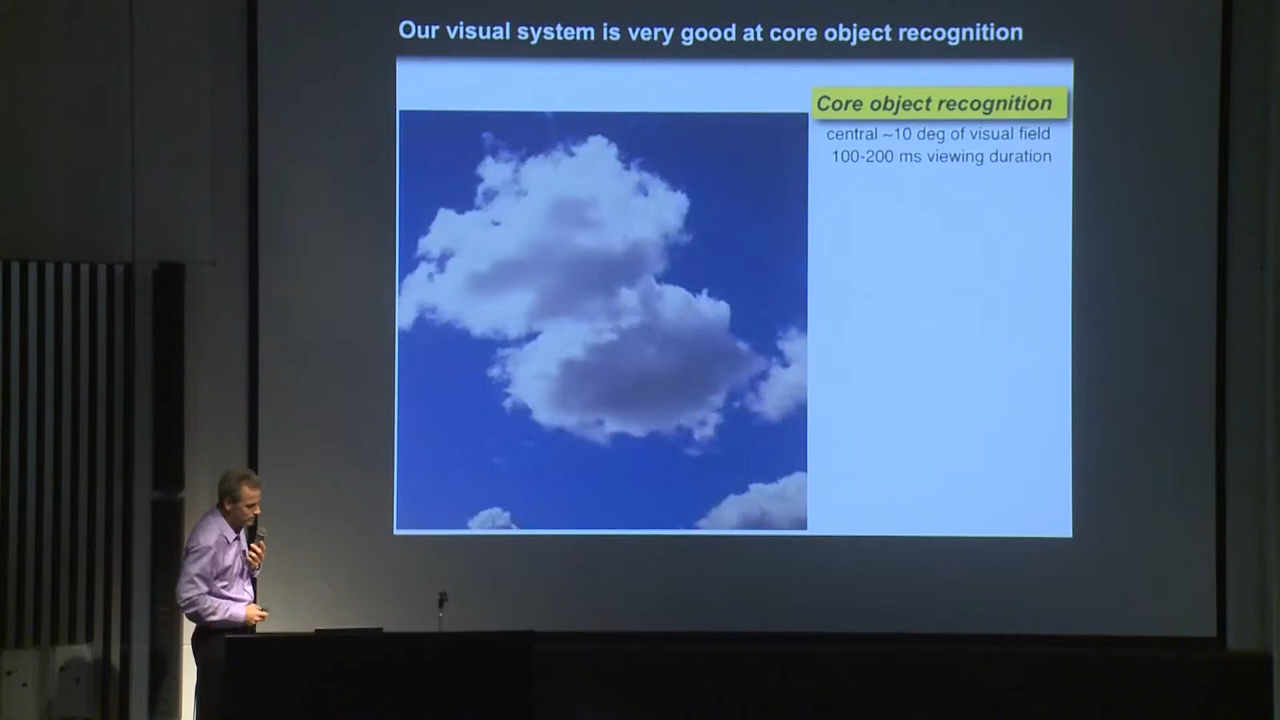 Our visual system is very good at core object recognition
Core object recognition
central ~10 deg of visual field
100-200 ms viewing duration